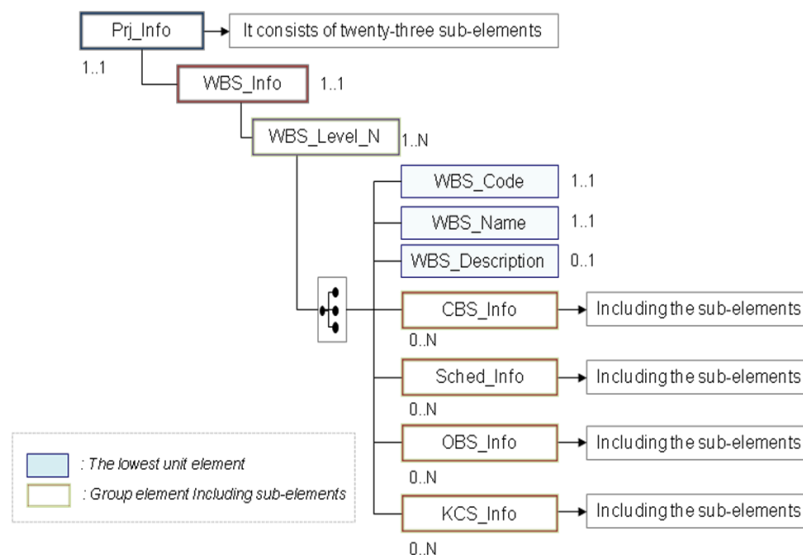 Prj_Info
It consists of twenty-three sub-elements
1..1
WBS_Info
1..1
WBS_Level_N
1..N
WBS_Code
1..1
WBS_Name
1..1
WBS_Description
0..1
CBS_Info
Including the sub-elements
0..N
Sched_Info
Including the sub-elements
0..N
OBS_Info
Including the sub-elements
0..N
KCS_Info
Including the sub-elements
0..N
: The lowest unit element
: Group element Including sub-elements